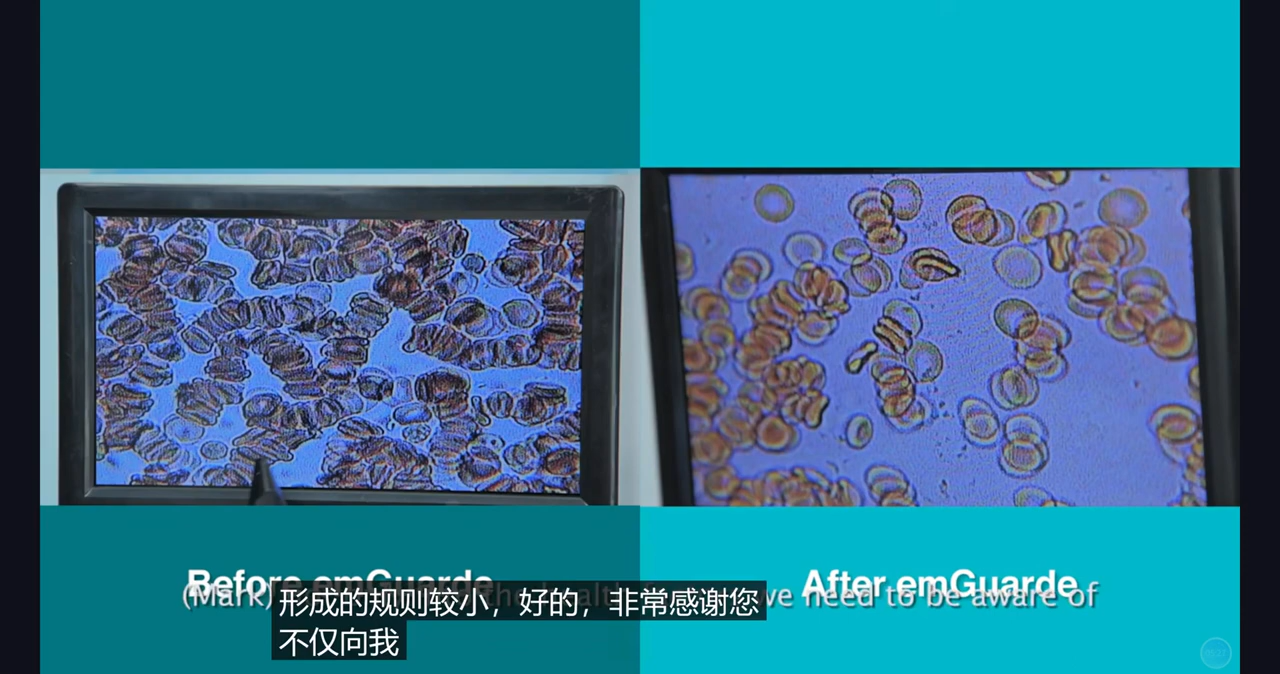 Before emGuarde
After emGuarde
(Mark)
we need to be aware of
形成的规则较小，好的，非常感谢您
不仅向我